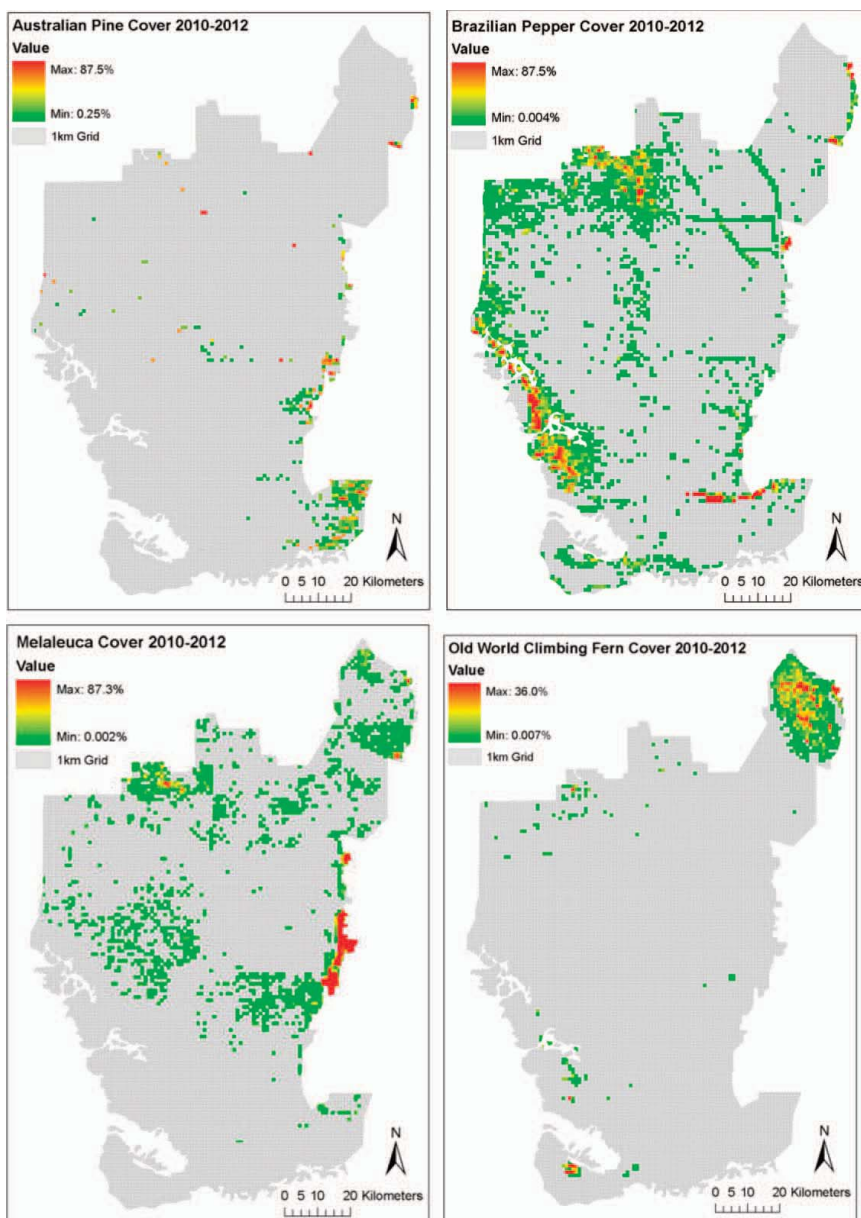 Australian Pine Cover 2010-2012
Value
Max: 87.5%
Min: 0.25%
1km Grid
N
0 5 10 20 Kilometers
Brazilian Pepper Cover 2010-2012
Value
Max: 87.5%
Min: 0.004%
1km Grid
N
0 5 10 20 Kilometers
Melaleuca Cover 2010-2012
Value
Max: 87.3%
Min: 0.002%
1km Grid
N
0 5 10 20 Kilometers
Old World Climbing Fern Cover 2010-2012
Value
Max: 36.0%
Min: 0.007%
1km Grid
N
0 5 10 20 Kilometers